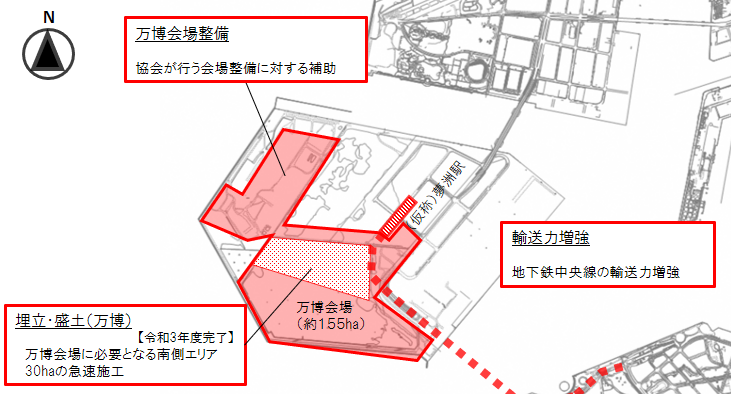 N
万博会場整備
協会が行う会場整備に対する補助
(仮称)夢洲駅
輸送力増強
地下鉄中央線の輸送力増強
万博会場
(約155ha)
埋立・盛土(万博)
【令和3年度完了】
万博会場に必要となる南側エリア
30haの急速施工